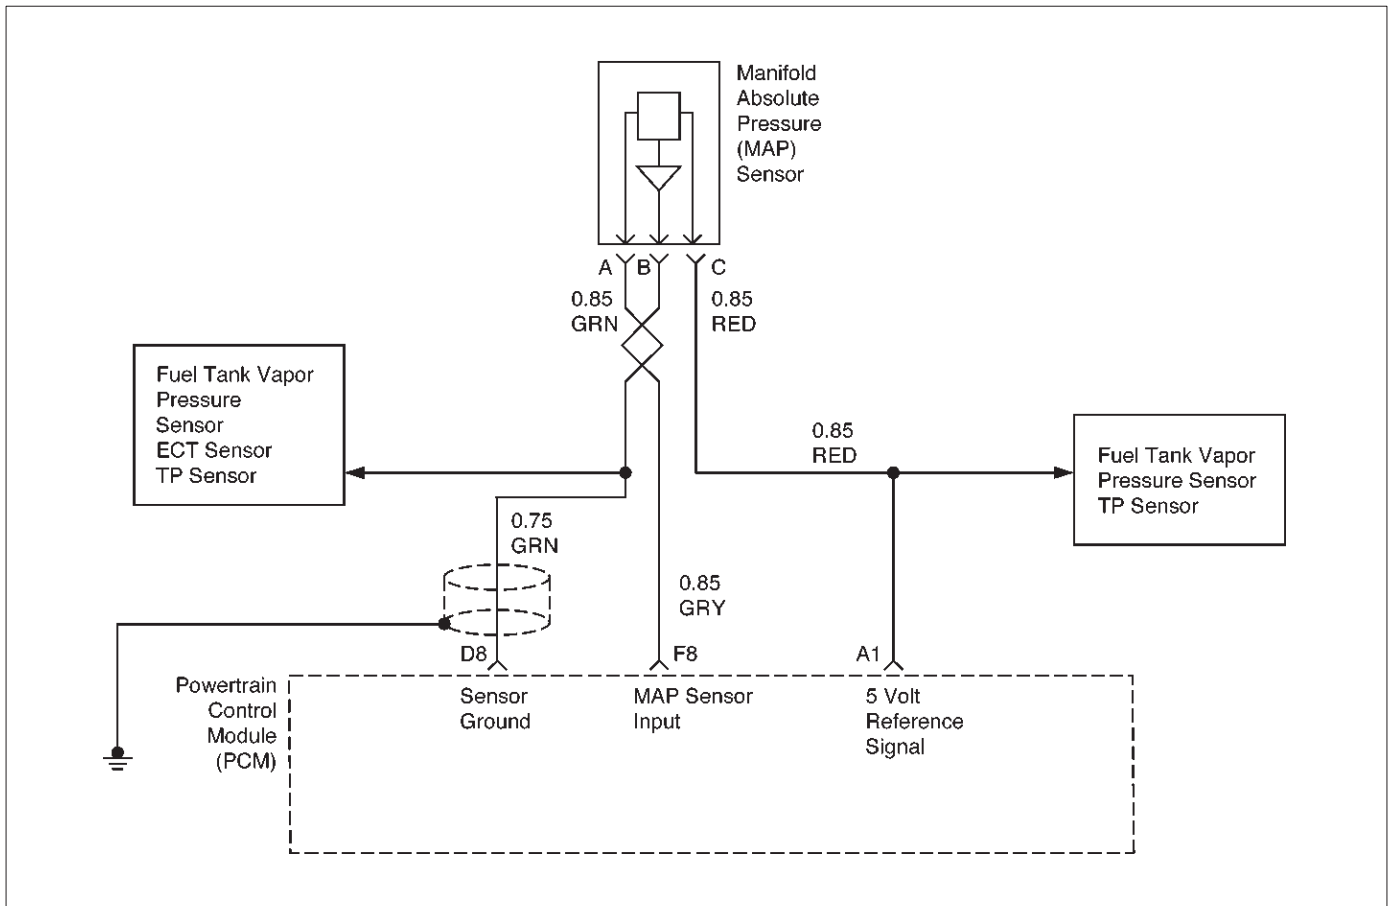 Manifold
Absolute
Pressure
(MAP)
Sensor
A
B
C
0.85
GRN
0.85
RED
Fuel Tank Vapor
Pressure
Sensor
ECT Sensor
TP Sensor
0.85
RED
Fuel Tank Vapor
Pressure Sensor
TP Sensor
0.75
GRN
0.85
GRY
D8
F8
A1
Powertrain
Control
Module
(PCM)
Sensor
Ground
MAP Sensor
Input
5 Volt
Reference
Signal